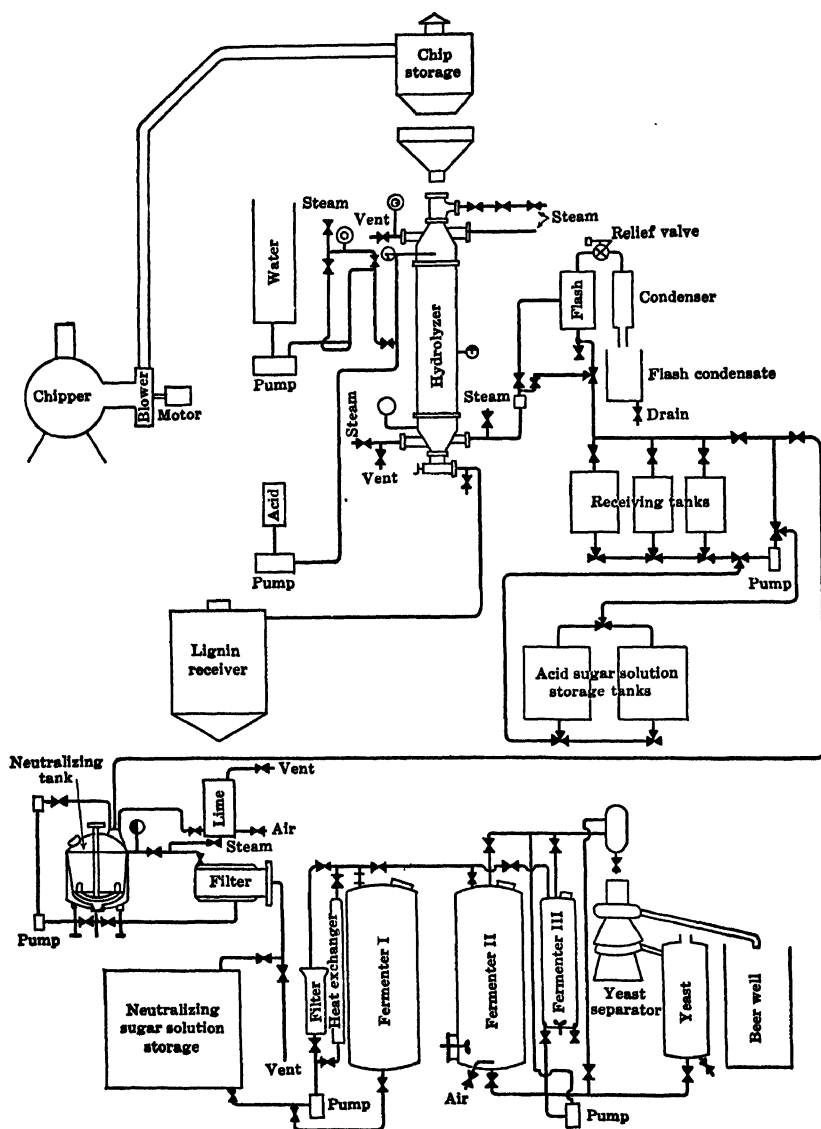 Chip
storage
Steam
Vent
Steam
Relief valve
Water
Flash
Condenser
Hydrolyzer
Chipper
Blower
Motor
Pump
Steam
Flash condensate
Drain
Steam
Vent
Acid
Receiving tanks
Pump
Pump
Lignin
receiver
Acid sugar solution
storage tanks
Neutralizing
tank
Vent
Lime
Air
Steam
Filter
Pump
Neutralizing
sugar solution
storage
Vent
Filter
Heat exchanger
Fermenter I
Pump
Fermenter II
Air
Fermenter III
Pump
Yeast
separator
Yeast
Beer well